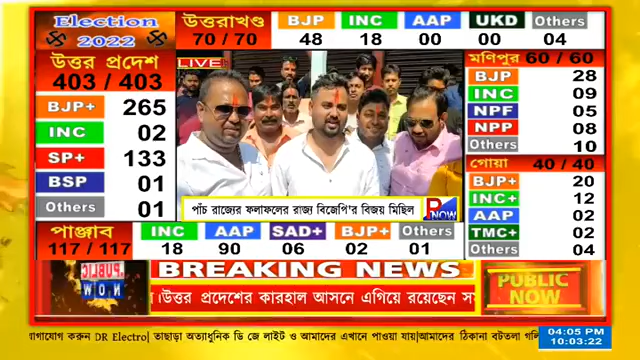 Election
2022
উত্তরাখণ্ড
70 / 70
BJP INC AAP UKD Others
48 18 00 00 04
উত্তর প্রদেশ
403 / 403
BJP+ 265
INC 02
SP+ 133
BSP 01
Others 01
LIVE
মণিপুর 60 / 60
BJP 28
INC 09
NPF 05
NPP 08
Others 10
গোয়া 40 / 40
BJP+ 20
INC+ 12
AAP 02
TMC+ 02
Others 04
পাঁচ রাজ্যের ফলাফলের রাজ্য বিজেপি'র বিজয় মিছিল
NOW
পাঞ্জাব
117 / 117
INC AAP SAD+ BJP+ Others
18 90 06 02 01
BREAKING NEWS
PUBLIC
NOW
।উত্তর প্রদেশের কারহাল আসনে এগিয়ে রয়েছেন
PUBLIC
NOW
04:05 PM
10:03:22
গাযোগ করুন DR Electro| তাছাড়া অত্যাধুনিক ডি জে লাইট ও আমাদের এখানে পাওয়া যায়|আমাদের ঠিকানা বটতলা